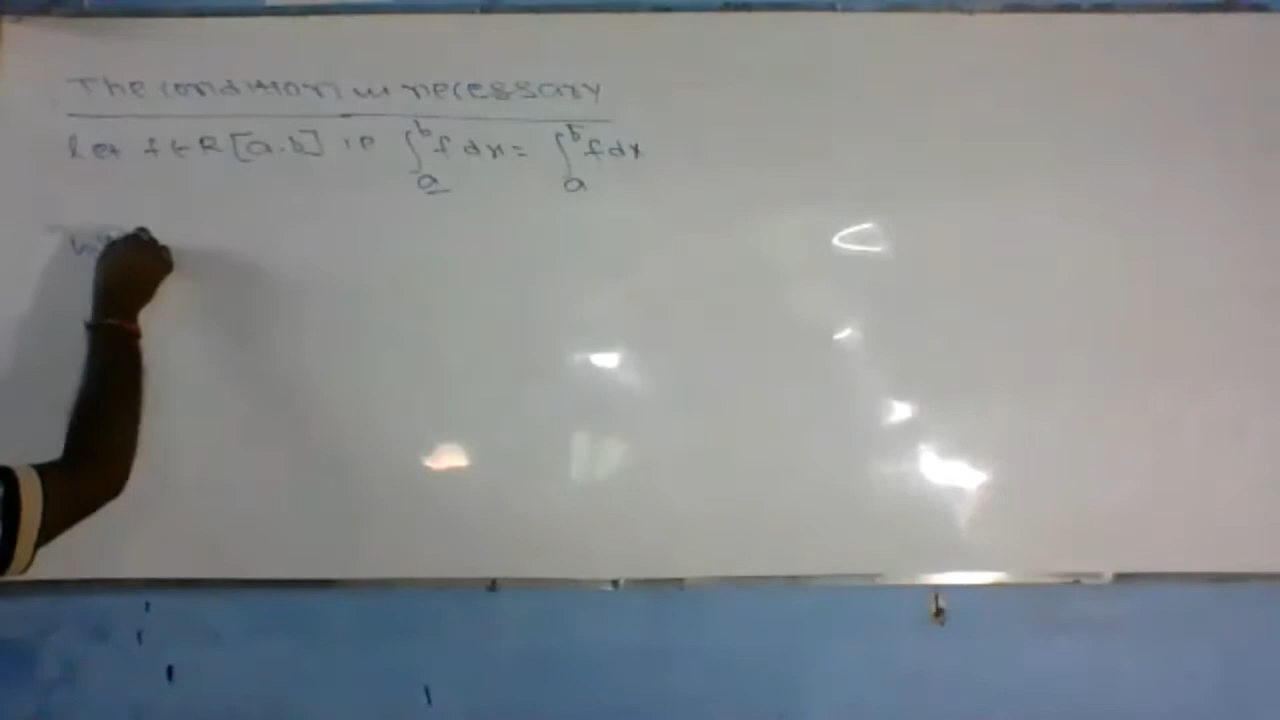 The condition is necessary
Let f ∈ R[a.b] i.e ∫_a̲^b f dx = ∫_a^b̄ f dx